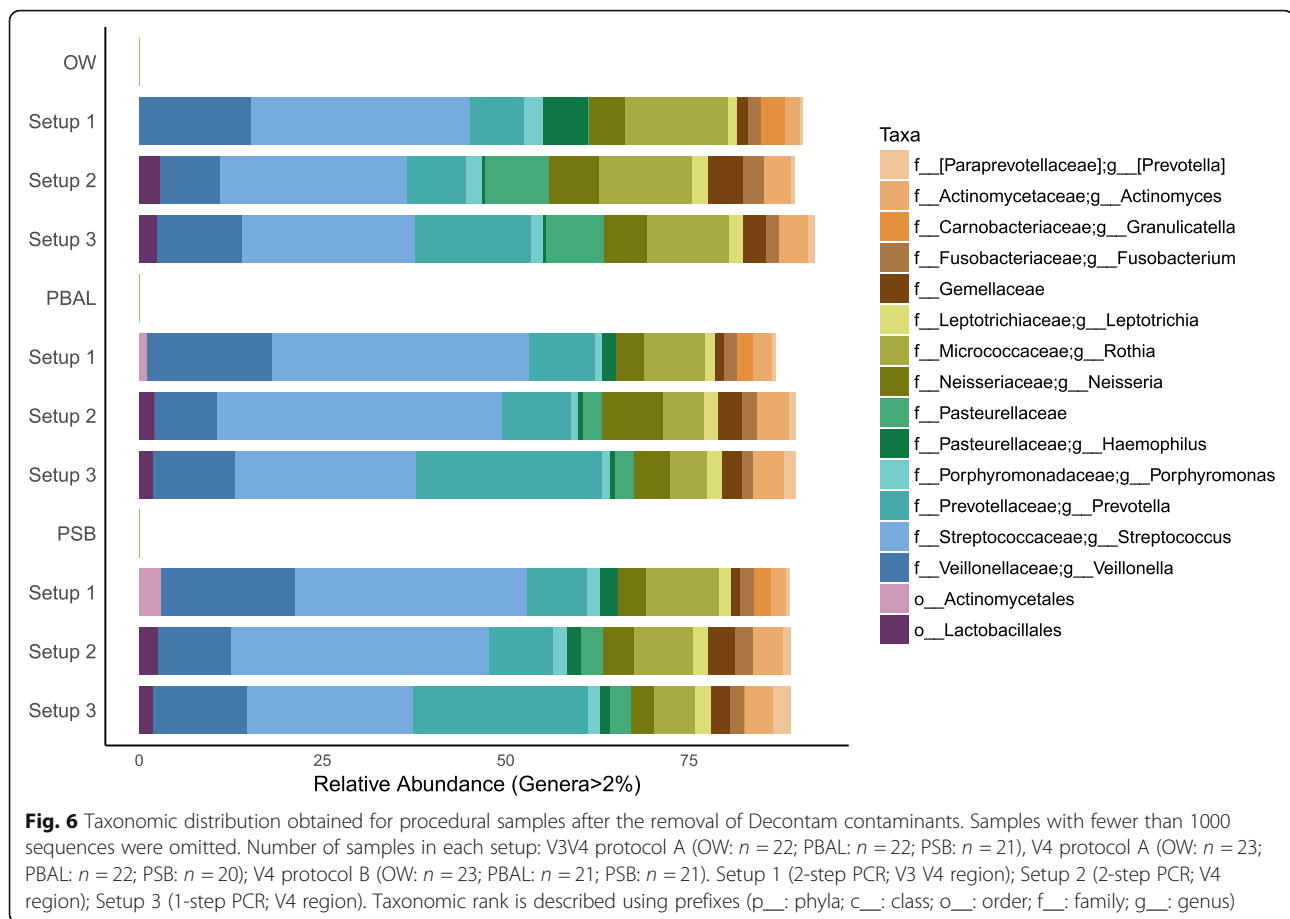 OW
Setup 1
Setup 2
Setup 3
PBAL
Setup 1
Setup 2
Setup 3
PSB
Setup 1
Setup 2
Setup 3
0
25
50
75
Relative Abundance (Genera>2%)
Taxa
f__[Paraprevotellaceae];g__[Prevotella]
f__Actinomycetaceae;g__Actinomyces
f__Carnobacteriaceae;g__Granulicatella
f__Fusobacteriaceae;g__Fusobacterium
f__Gemellaceae
f__Leptotrichiaceae;g__Leptotrichia
f__Micrococcaceae;g__Rothia
f__Neisseriaceae;g__Neisseria
f__Pasteurellaceae
f__Pasteurellaceae;g__Haemophilus
f__Porphyromonadaceae;g__Porphyromonas
f__Prevotellaceae;g__Prevotella
f__Streptococcaceae;g__Streptococcus
f__Veillonellaceae;g__Veillonella
o__Actinomycetales
o__Lactobacillales
Fig. 6 Taxonomic distribution obtained for procedural samples after the removal of Decontam contaminants. Samples with fewer than 1000
sequences were omitted. Number of samples in each setup: V3V4 protocol A (OW: n = 22; PBAL: n = 22; PSB: n = 21), V4 protocol A (OW: n = 23;
PBAL: n = 22; PSB: n = 20); V4 protocol B (OW: n = 23; PBAL: n = 21; PSB: n = 21). Setup 1 (2-step PCR; V3 V4 region); Setup 2 (2-step PCR; V4
region); Setup 3 (1-step PCR; V4 region). Taxonomic rank is described using prefixes (p__: phyla; c__: class; o__: order; f__: family; g__: genus)